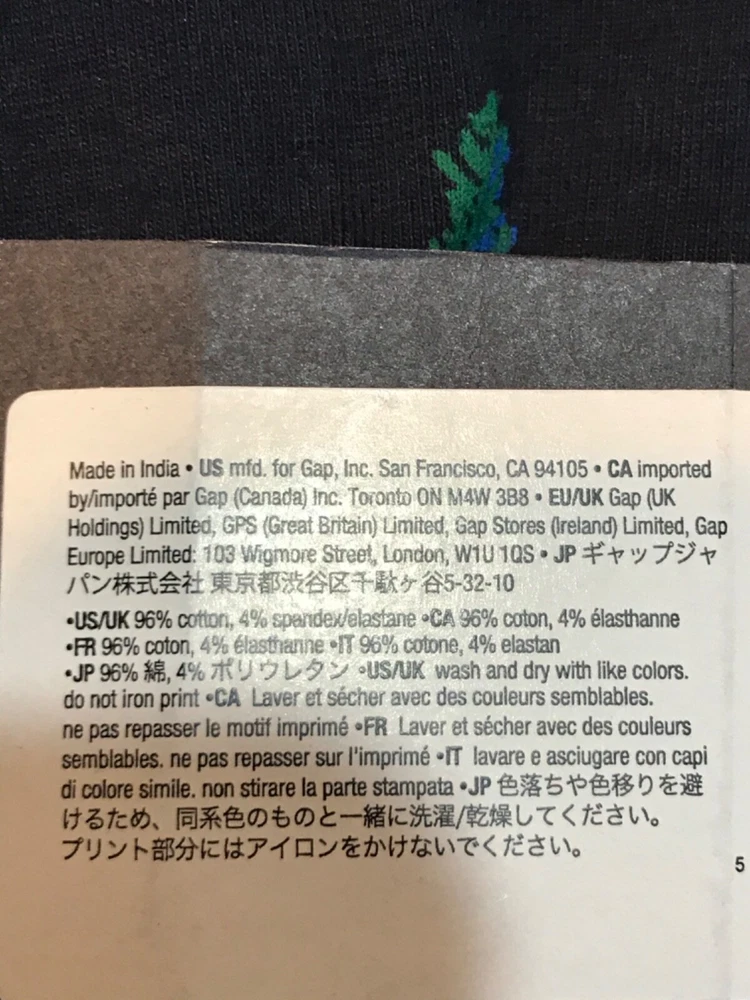 Made in India • US mfd. for Gap, Inc. San Francisco, CA 94105 • CA imported
by/importé par Gap (Canada) Inc. Toronto ON M4W 3B8 • EU/UK Gap (UK
Holdings) Limited, GPS (Great Britain) Limited, Gap Stores (Ireland) Limited, Gap
Europe Limited: 103 Wigmore Street, London, W1U 1QS • JP ギャップジャ
パン株式会社 東京都渋谷区千駄ヶ谷5-32-10
•US/UK 96% cotton, 4% spandex/elastane •CA 96% coton, 4% élasthanne
•FR 96% coton, 4% élasthanne •IT 96% cotone, 4% elastan
•JP 96% 綿, 4% ポリウレタン •US/UK wash and dry with like colors.
do not iron print •CA Laver et sécher avec des couleurs semblables.
ne pas repasser le motif imprimé •FR Laver et sécher avec des couleurs
semblables. ne pas repasser sur l'imprimé •IT lavare e asciugare con capi
di colore simile. non stirare la parte stampata •JP 色落ちや色移りを避
けるため、同系色のものと一緒に洗濯/乾燥してください。
プリント部分にはアイロンをかけないでください。
5